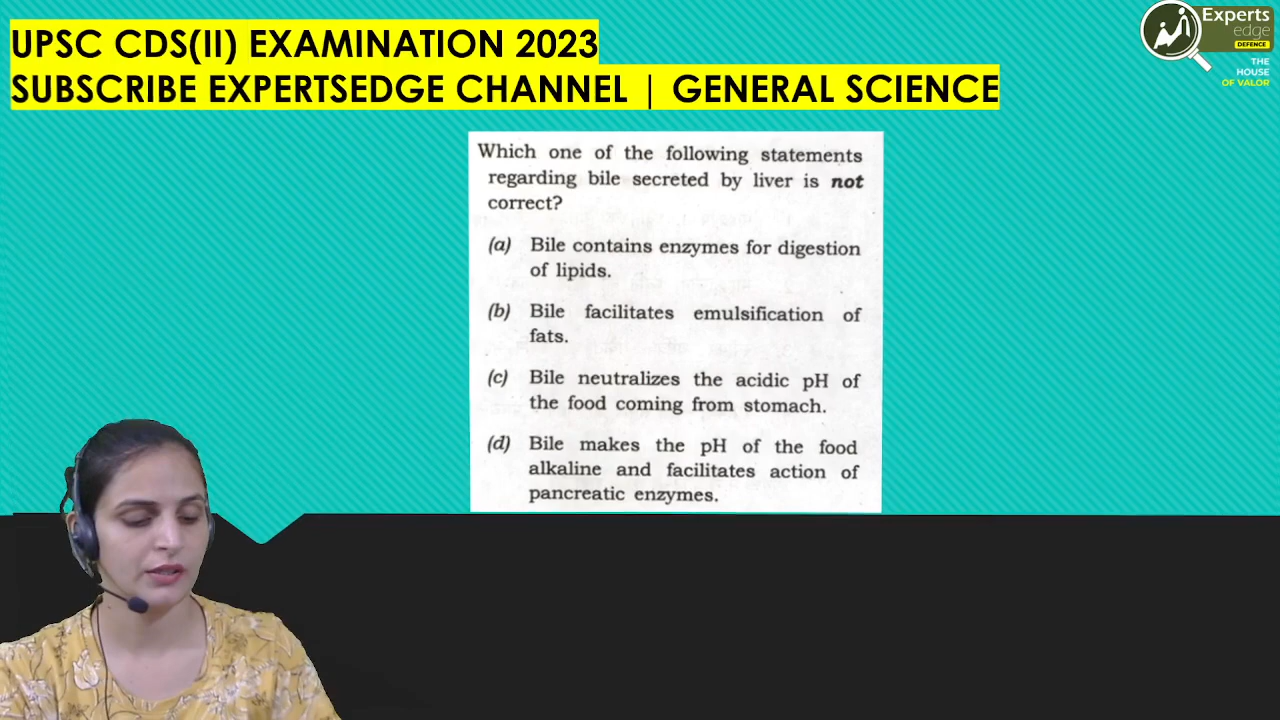 UPSC CDS(II) EXAMINATION 2023
SUBSCRIBE EXPERTSEDGE CHANNEL | GENERAL SCIENCE
Experts
edge
DEFENCE
THE
HOUSE
OF VALOR
Which one of the following statements
regarding bile secreted by liver is not
correct?
(a) Bile contains enzymes for digestion
of lipids.
(b) Bile facilitates emulsification of
fats.
(c) Bile neutralizes the acidic pH of
the food coming from stomach.
(d) Bile makes the pH of the food
alkaline and facilitates action of
pancreatic enzymes.